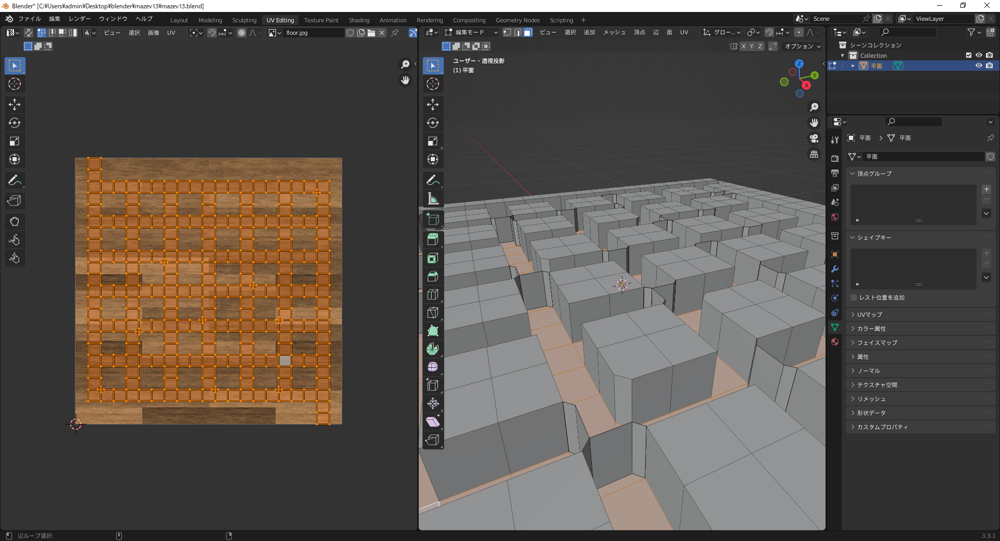 Blender* [C:¥Users¥admin¥Desktop¥blender¥mazev13¥mazev13.blend]
ファイル 編集 レンダー ウィンドウ ヘルプ Layout Modeling Sculpting UV Editing Texture Paint Shading Animation Rendering Compositing Geometry Nodes Scripting + Scene ViewLayer
ビュー 選択 画像 UV floor.jpg
編集モード ビュー 選択 追加 メッシュ 頂点 辺 面 UV グロー...
X Y Z オプション
ユーザー・透視投影
(1) 平面
Z
Y
X
シーンコレクション
Collection
平面
平面 平面
平面
頂点グループ
シェイプキー
レスト位置を追加
UVマップ
カラー属性
フェイスマップ
属性
ノーマル
テクスチャ空間
リメッシュ
形状データ
カスタムプロパティ
辺ループ選択
3.3.1